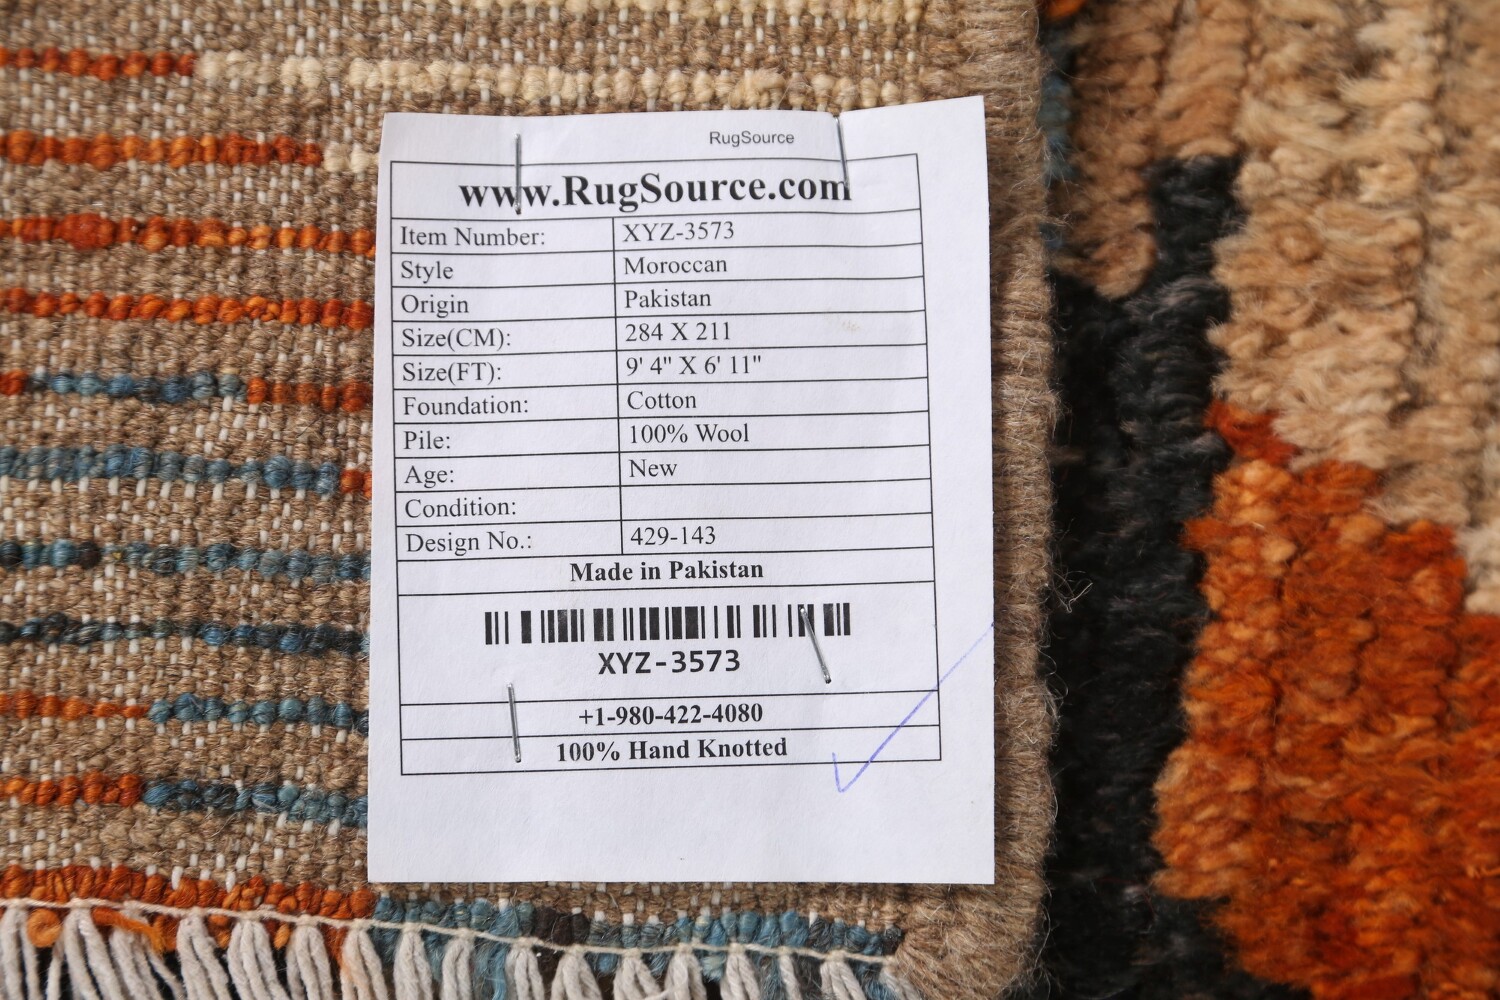 RugSource
www.RugSource.com
Item Number: XYZ-3573
Style Moroccan
Origin Pakistan
Size(CM): 284 X 211
Size(FT): 9' 4" X 6' 11"
Foundation: Cotton
Pile: 100% Wool
Age: New
Condition:
Design No.: 429-143
Made in Pakistan
XYZ-3573
+1-980-422-4080
100% Hand Knotted